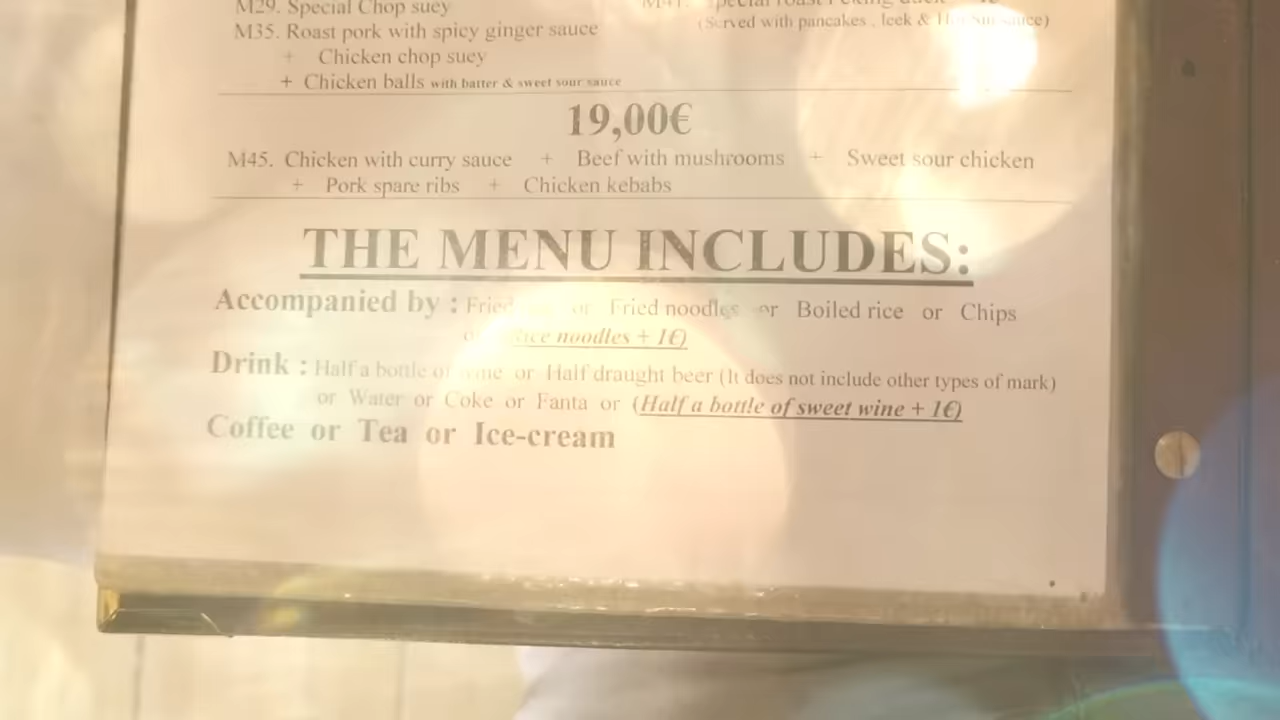 M29. Special Chop suey
M35. Roast pork with spicy ginger sauce
+ Chicken chop suey
+ Chicken balls with batter & sweet sour sauce
(Served with pancakes , leek & sauce)
19,00€
M45. Chicken with curry sauce + Beef with mushrooms + Sweet sour chicken
+ Pork spare ribs + Chicken kebabs
THE MENU INCLUDES:
Accompanied by : Fried or Fried noodles or Boiled rice or Chips
noodles + 1€)
Drink : Half a bottle of wine or Half draught beer (It does not include other types of mark)
or Water or Coke or Fanta or (Half a bottle of sweet wine + 1€)
Coffee or Tea or Ice-cream